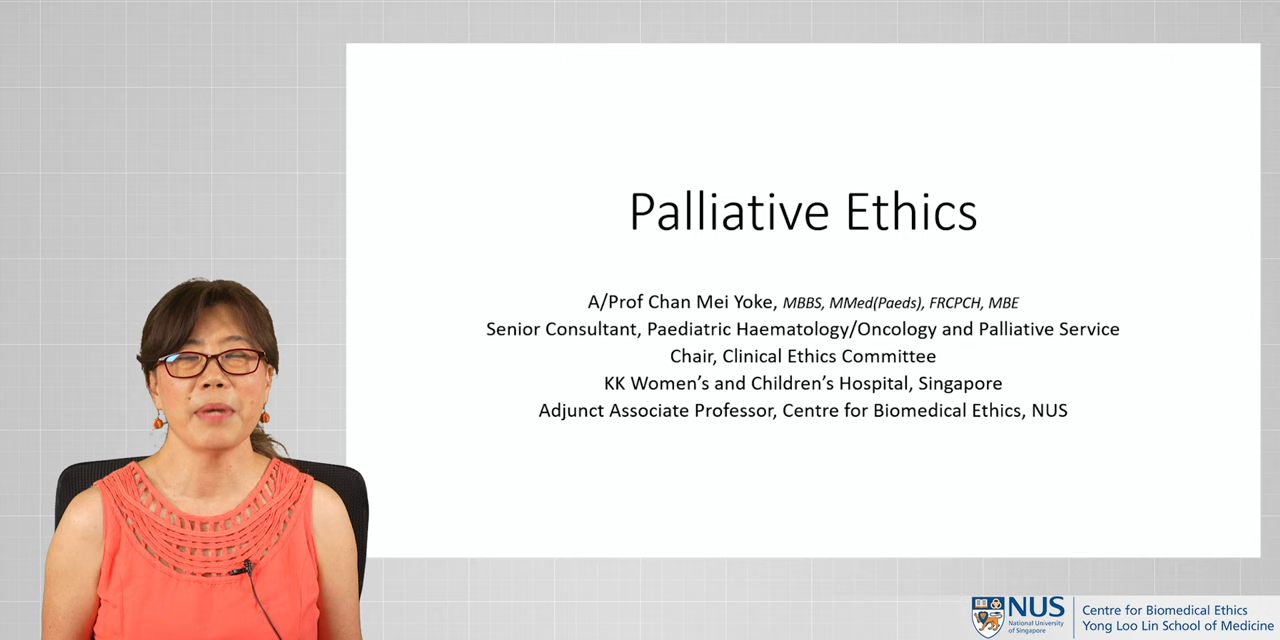 Palliative Ethics
A/Prof Chan Mei Yoke, MBBS, MMed(Paeds), FRCPCH, MBE
Senior Consultant, Paediatric Haematology/Oncology and Palliative Service
Chair, Clinical Ethics Committee
KK Women's and Children's Hospital, Singapore
Adjunct Associate Professor, Centre for Biomedical Ethics, NUS
NUS
National University
of Singapore
Centre for Biomedical Ethics
Yong Loo Lin School of Medicine